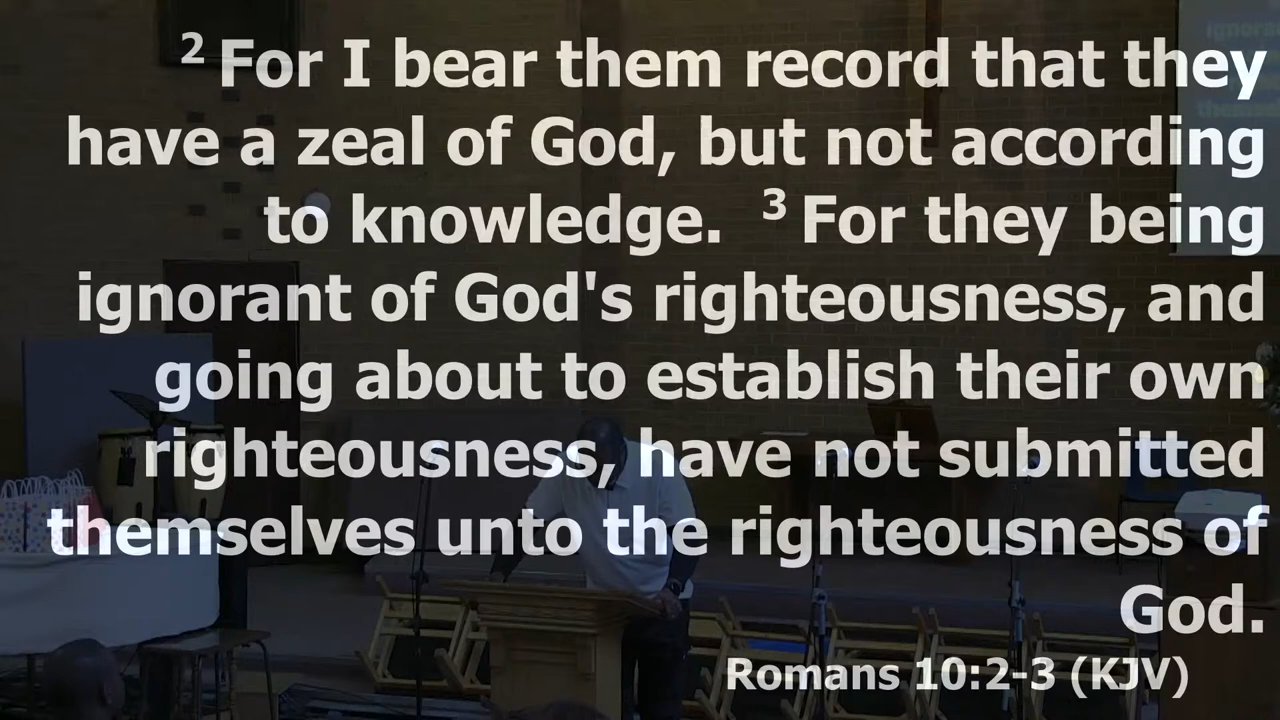 2 For I bear them record that they
have a zeal of God, but not according
to knowledge. 3 For they being
ignorant of God's righteousness, and
going about to establish their own
righteousness, have not submitted
themselves unto the righteousness of
God.
Romans 10:2-3 (KJV)